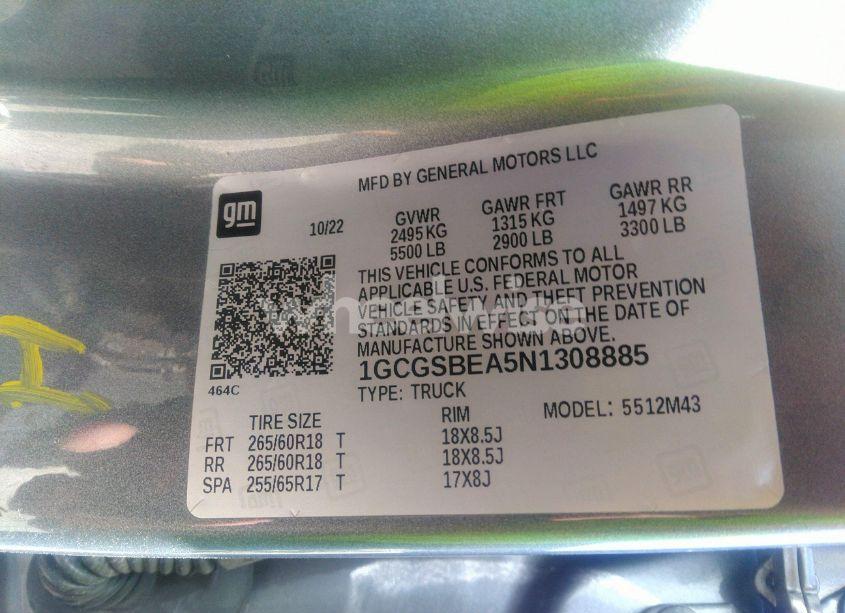 MFD BY GENERAL MOTORS LLC
gm
10/22
GVWR
2495 KG
5500 LB
GAWR FRT
1315 KG
2900 LB
GAWR RR
1497 KG
3300 LB
THIS VEHICLE CONFORMS TO ALL
APPLICABLE U.S. FEDERAL MOTOR
VEHICLE SAFETY AND THEFT PREVENTION
STANDARDS IN EFFECT ON THE DATE OF
MANUFACTURE SHOWN ABOVE.
1GCGSBEA5N1308885
464C
TYPE: TRUCK
MODEL: 5512M43
TIRE SIZE
RIM
FRT 265/60R18 T 18X8.5J
RR 265/60R18 T 18X8.5J
SPA 255/65R17 T 17X8J